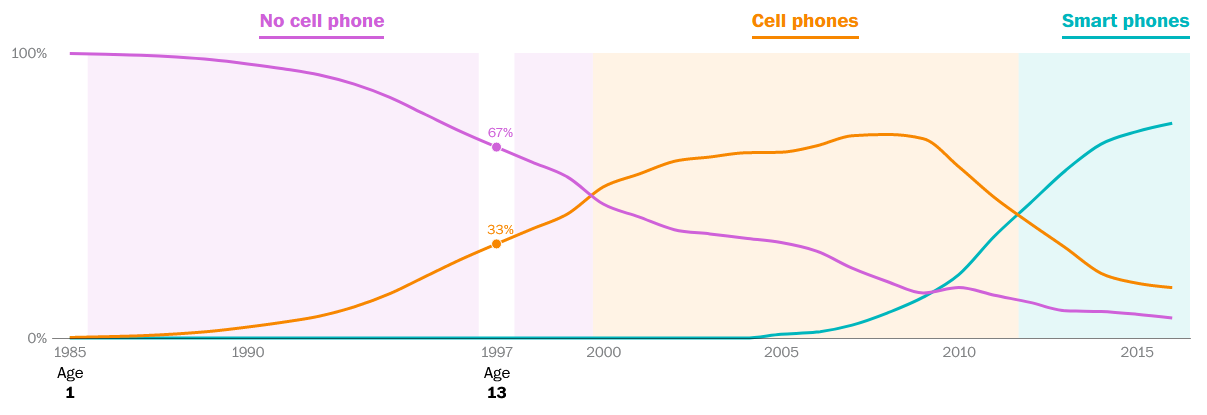 No cell phone
Cell phones
Smart phones
100%
67%
33%
0%
1985 1990 1997 2000 2005 2010 2015
Age Age
1 13